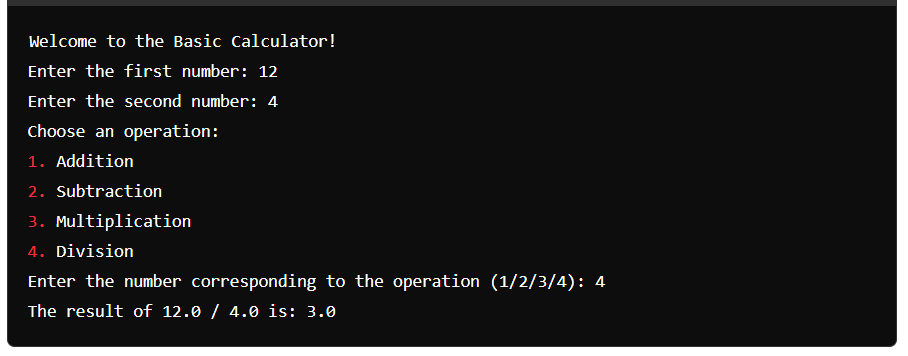 Welcome to the Basic Calculator!
Enter the first number: 12
Enter the second number: 4
Choose an operation:
1. Addition
2. Subtraction
3. Multiplication
4. Division
Enter the number corresponding to the operation (1/2/3/4): 4
The result of 12.0 / 4.0 is: 3.0